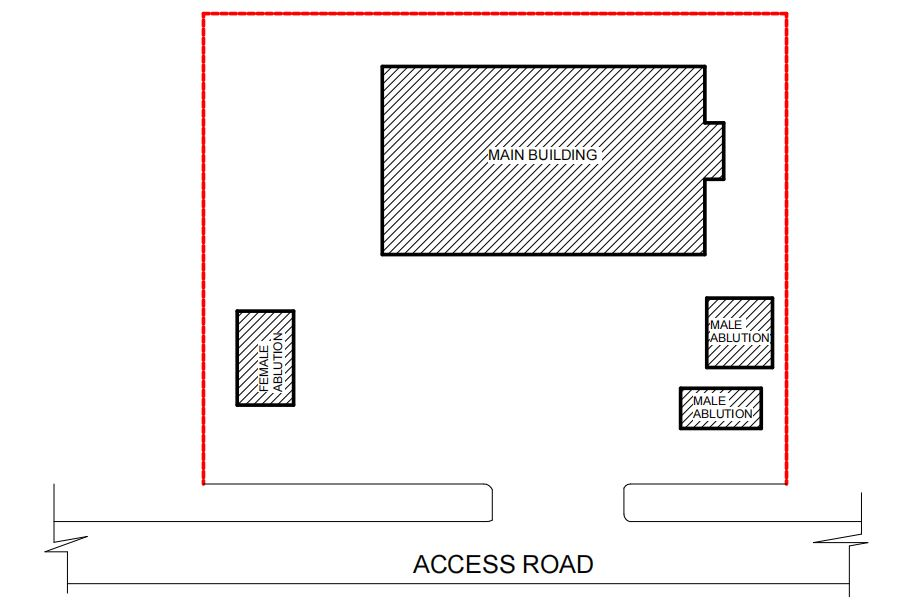 MAIN BUILDING
MALE
ABLUTION
FEMALE
ABLUTION
MALE
ABLUTION
ACCESS ROAD